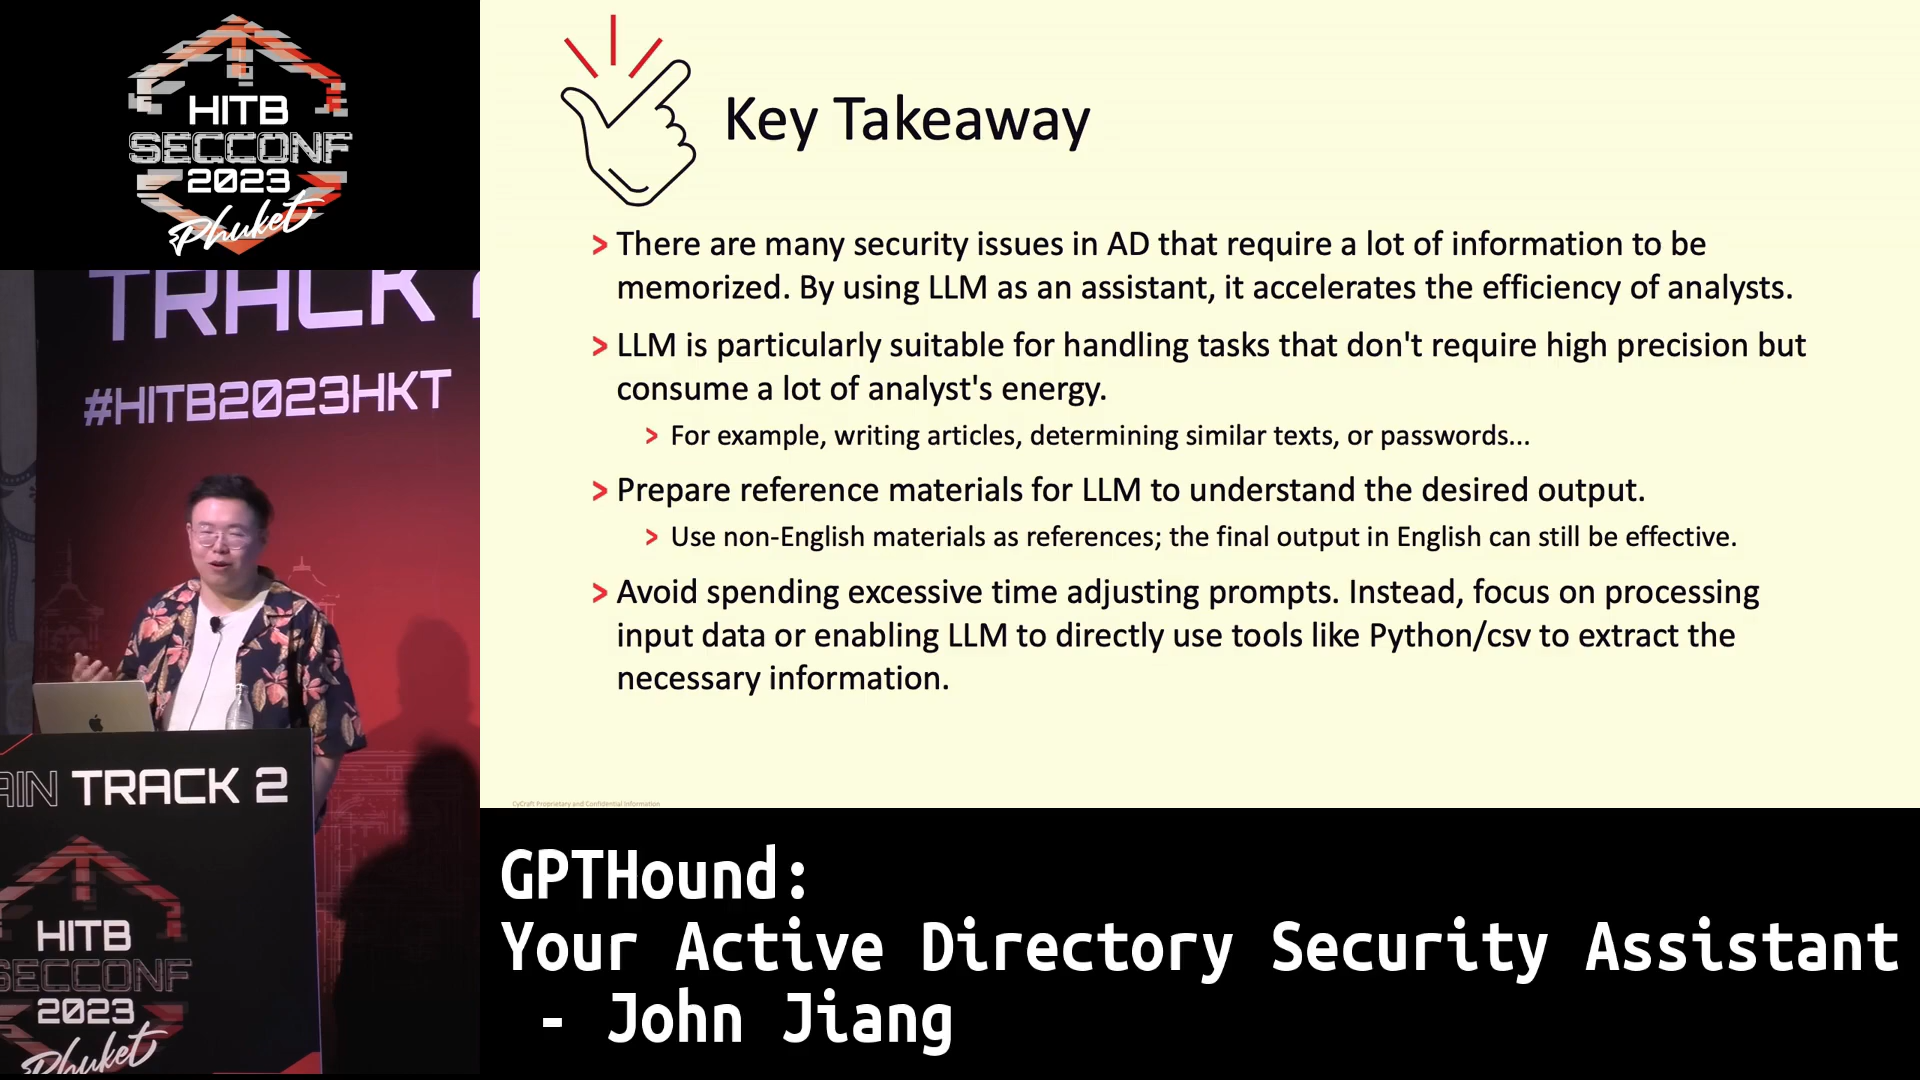 HITB
SECCONF
2023
Phuket
TRACK 2
#HITB2023HKT
AIN TRACK 2
HITB
SECCONF
2023
Phuket
Key Takeaway
> There are many security issues in AD that require a lot of information to be
memorized. By using LLM as an assistant, it accelerates the efficiency of analysts.
> LLM is particularly suitable for handling tasks that don't require high precision but
consume a lot of analyst's energy.
> For example, writing articles, determining similar texts, or passwords...
> Prepare reference materials for LLM to understand the desired output.
> Use non-English materials as references; the final output in English can still be effective.
> Avoid spending excessive time adjusting prompts. Instead, focus on processing
input data or enabling LLM to directly use tools like Python/csv to extract the
necessary information.
CyCraft Proprietary and Confidential Information
GPTHound:
Your Active Directory Security Assistant
- John Jiang